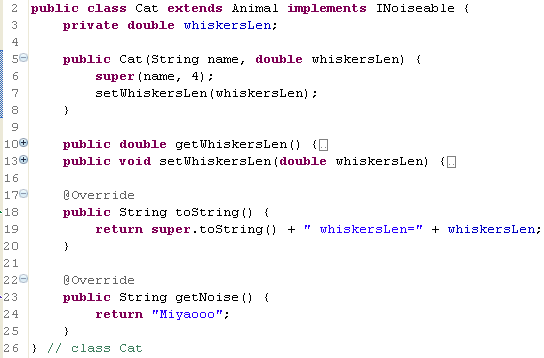 2 public class Cat extends Animal implements INoiseable {
3 private double whiskersLen;
4
5 public Cat(String name, double whiskersLen) {
6 super(name, 4);
7 setWhiskersLen(whiskersLen);
8 }
9
10 public double getWhiskersLen() {..
13 public void setWhiskersLen(double whiskersLen) {..
16
17 @Override
18 public String toString() {
19 return super.toString() + " whiskersLen=" + whiskersLen;
20 }
21
22 @Override
23 public String getNoise() {
24 return "Miyaooo";
25 }
26 } // class Cat